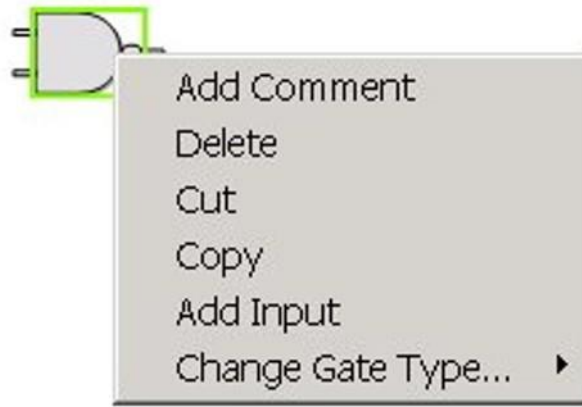 Add Comment
Delete
Cut
Copy
Add Input
Change Gate Type...